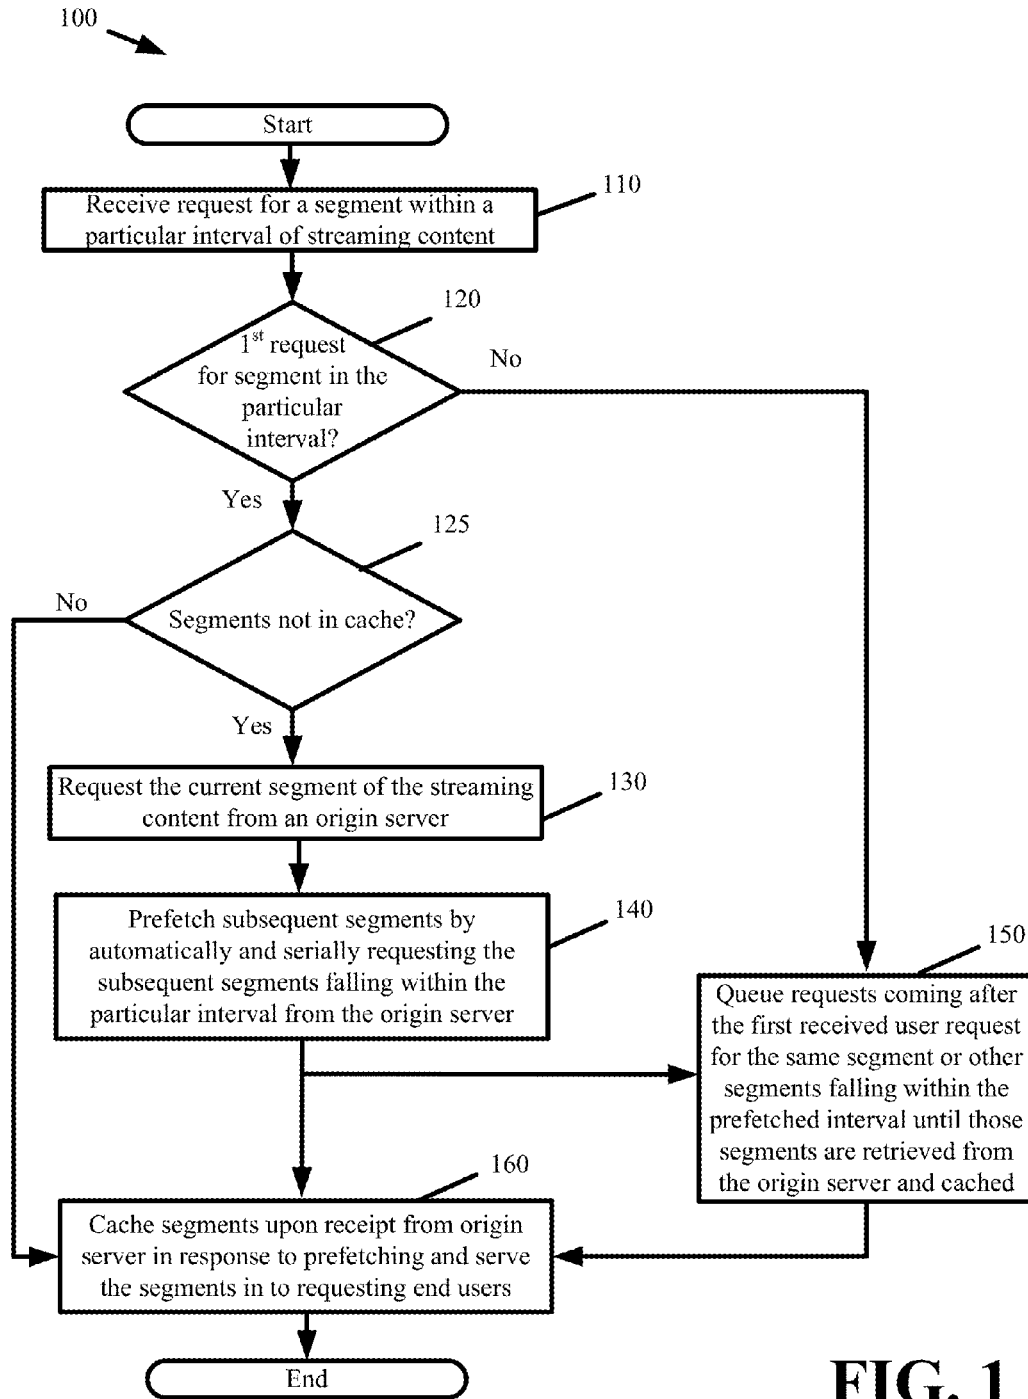 100
Start
110
Receive request for a segment within a
particular interval of streaming content
120
1st request
for segment in the
particular
interval?
No
Yes
125
Segments not in cache?
No
Yes
130
Request the current segment of the streaming
content from an origin server
140
Prefetch subsequent segments by
automatically and serially requesting the
subsequent segments falling within the
particular interval from the origin server
150
Queue requests coming after
the first received user request
for the same segment or other
segments falling within the
prefetched interval until those
segments are retrieved from
the origin server and cached
160
Cache segments upon receipt from origin
server in response to prefetching and serve
the segments in to requesting end users
End
FIG. 1